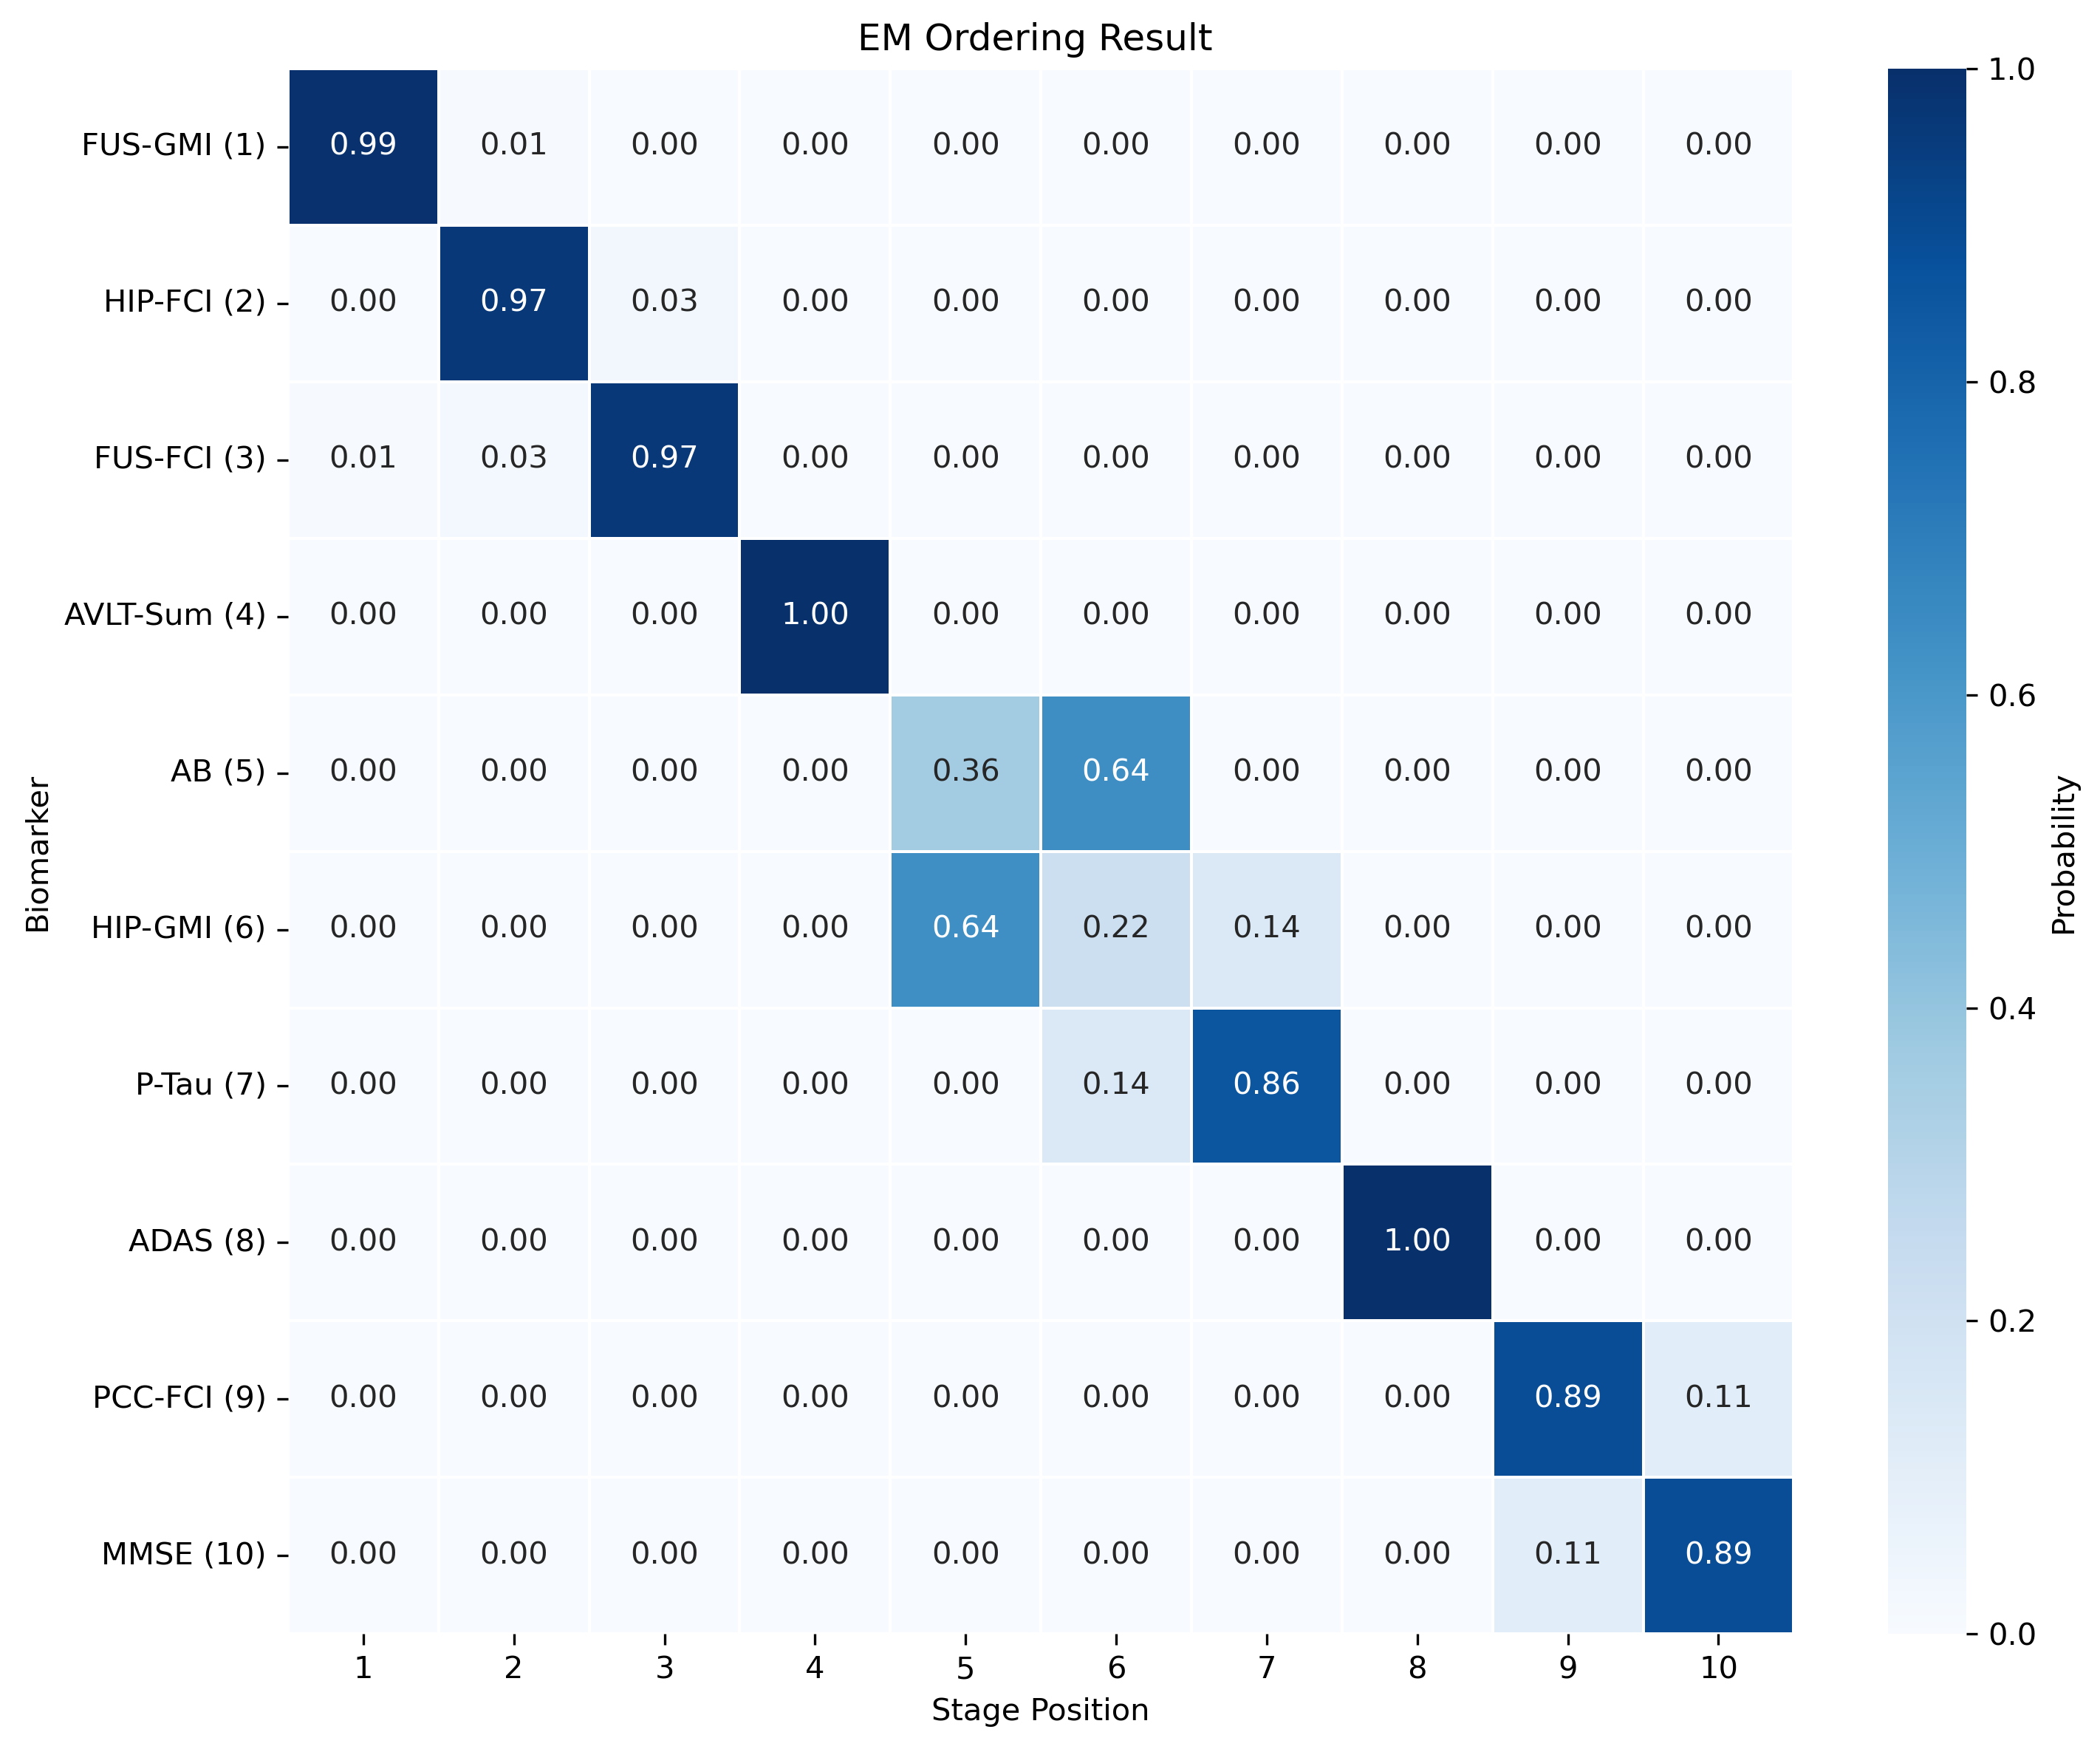 EM Ordering Result
FUS-GMI (1) 0.99 0.01 0.00 0.00 0.00 0.00 0.00 0.00 0.00 0.00
HIP-FCI (2) 0.00 0.97 0.03 0.00 0.00 0.00 0.00 0.00 0.00 0.00
FUS-FCI (3) 0.01 0.03 0.97 0.00 0.00 0.00 0.00 0.00 0.00 0.00
AVLT-Sum (4) 0.00 0.00 0.00 1.00 0.00 0.00 0.00 0.00 0.00 0.00
AB (5) 0.00 0.00 0.00 0.00 0.36 0.64 0.00 0.00 0.00 0.00
HIP-GMI (6) 0.00 0.00 0.00 0.00 0.64 0.22 0.14 0.00 0.00 0.00
P-Tau (7) 0.00 0.00 0.00 0.00 0.00 0.14 0.86 0.00 0.00 0.00
ADAS (8) 0.00 0.00 0.00 0.00 0.00 0.00 0.00 1.00 0.00 0.00
PCC-FCI (9) 0.00 0.00 0.00 0.00 0.00 0.00 0.00 0.00 0.89 0.11
MMSE (10) 0.00 0.00 0.00 0.00 0.00 0.00 0.00 0.00 0.11 0.89
1 2 3 4 5 6 7 8 9 10
Stage Position
Biomarker
1.0
0.8
0.6
0.4
0.2
0.0
Probability